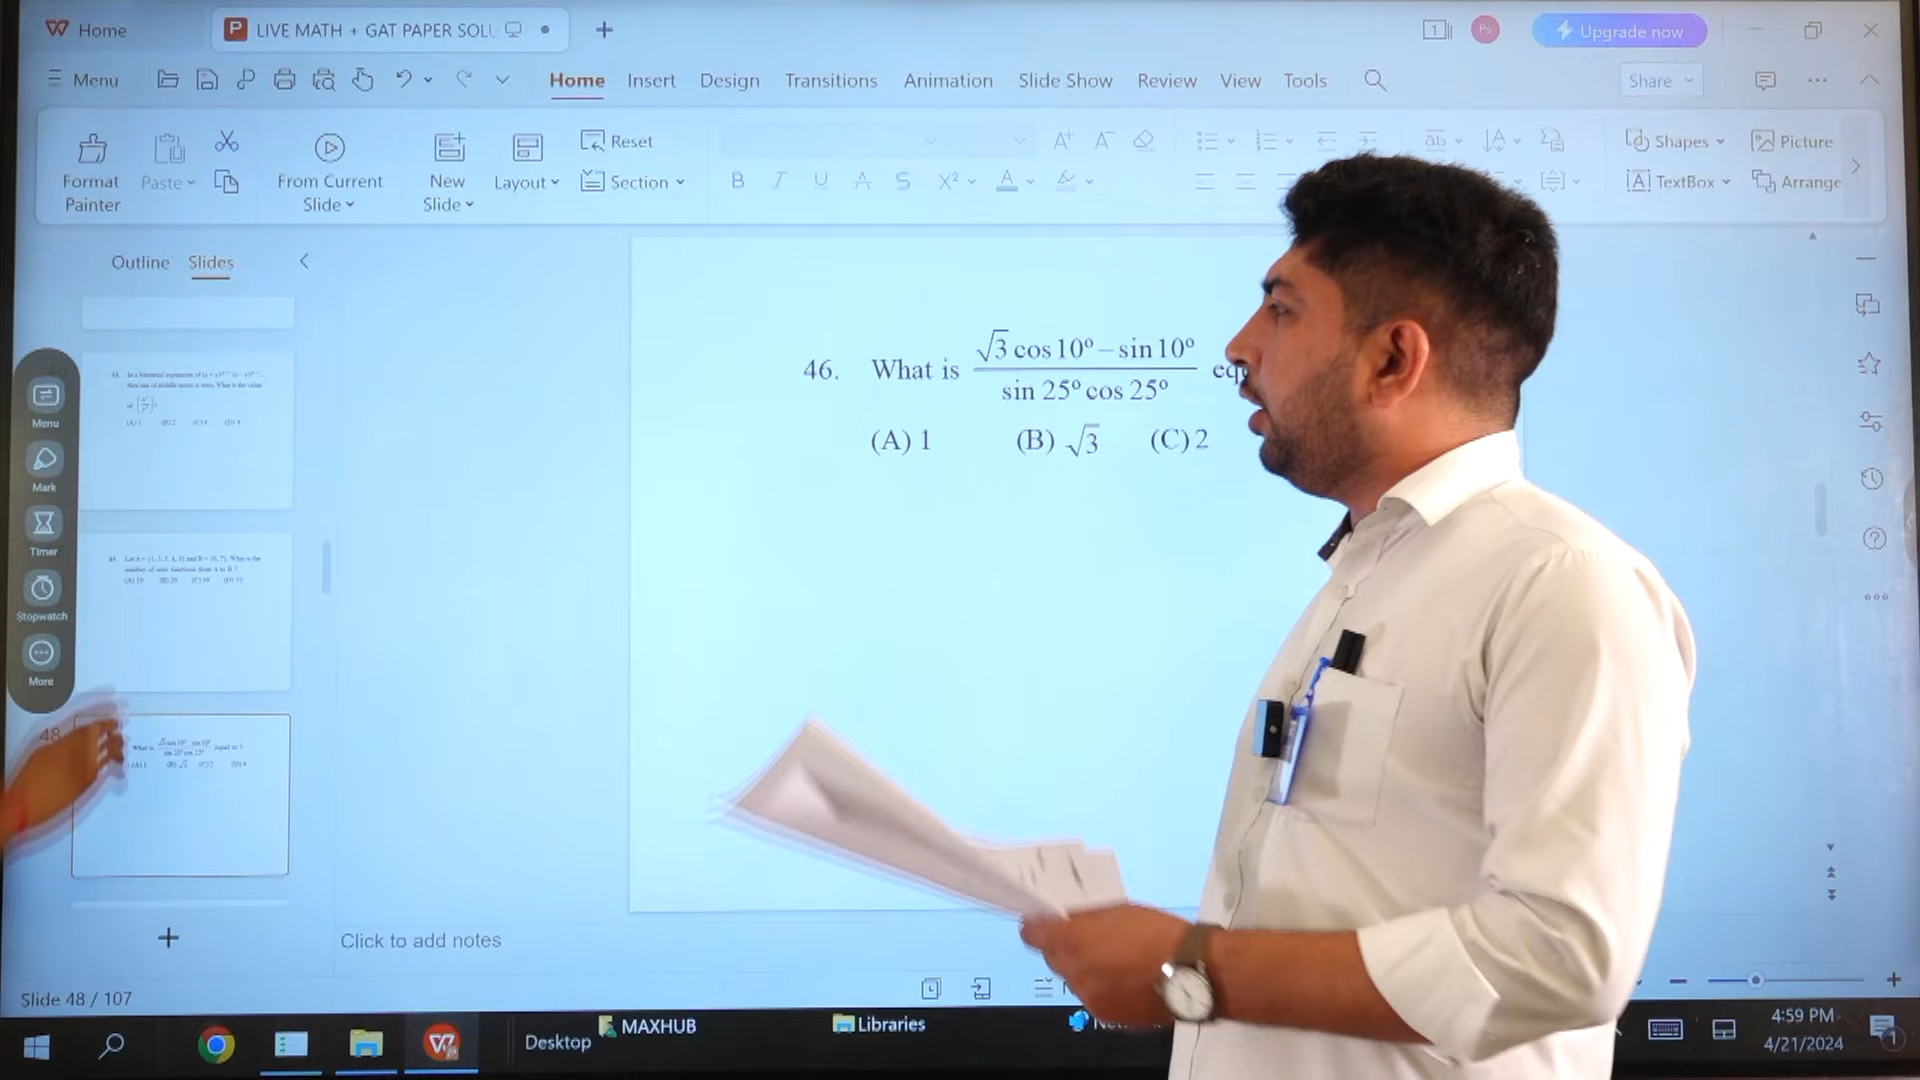 Home
LIVE MATH + GAT PAPER SOLU
Upgrade now
Menu
Home Insert Design Transitions Animation Slide Show Review View Tools
Share
Format Painter
Paste
From Current Slide
New Slide
Layout
Reset
Section
Shapes
Picture
TextBox
Arrange
Outline Slides
Menu
Mark
Timer
Stopwatch
More
48
46. What is (√3 cos 10° – sin 10°) / (sin 25° cos 25°) equ
(A) 1 (B) √3 (C) 2
Click to add notes
Slide 48 / 107
Desktop
MAXHUB
Libraries
4:59 PM
4/21/2024